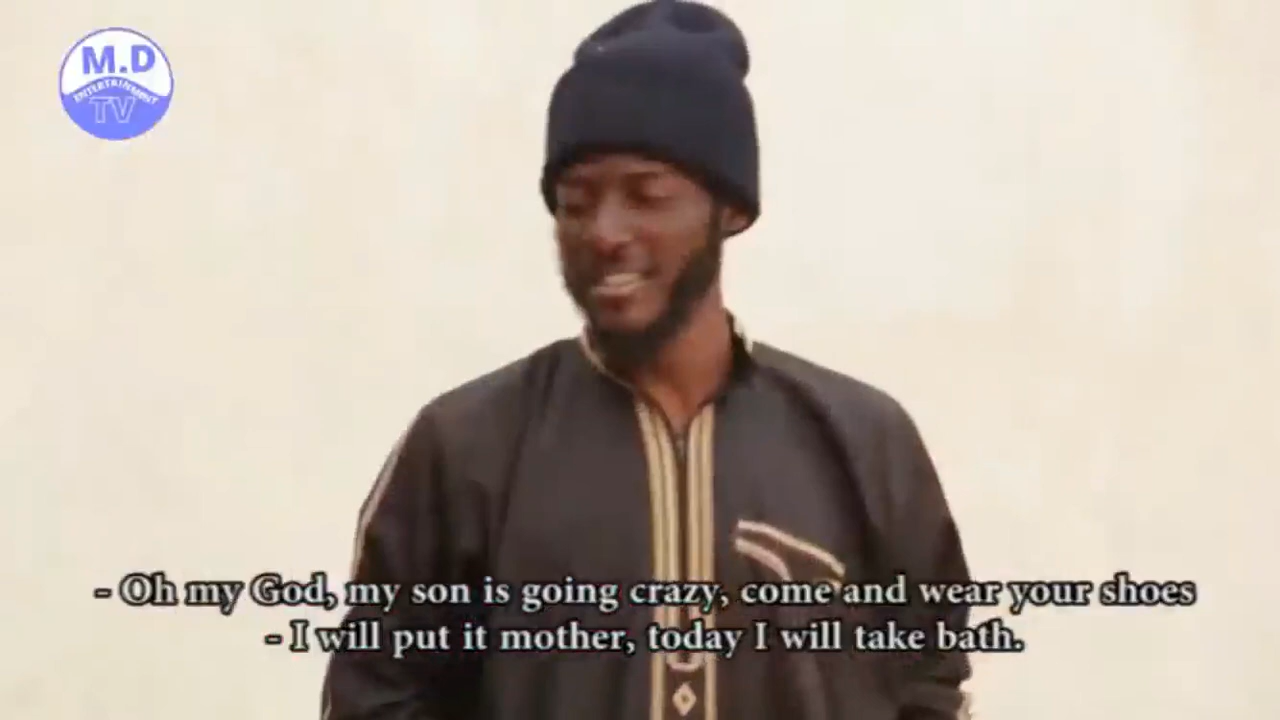 M.D
ENTERTAINMENT
TV
- Oh my God, my son is going crazy, come and wear your shoes
- I will put it mother, today I will take bath.